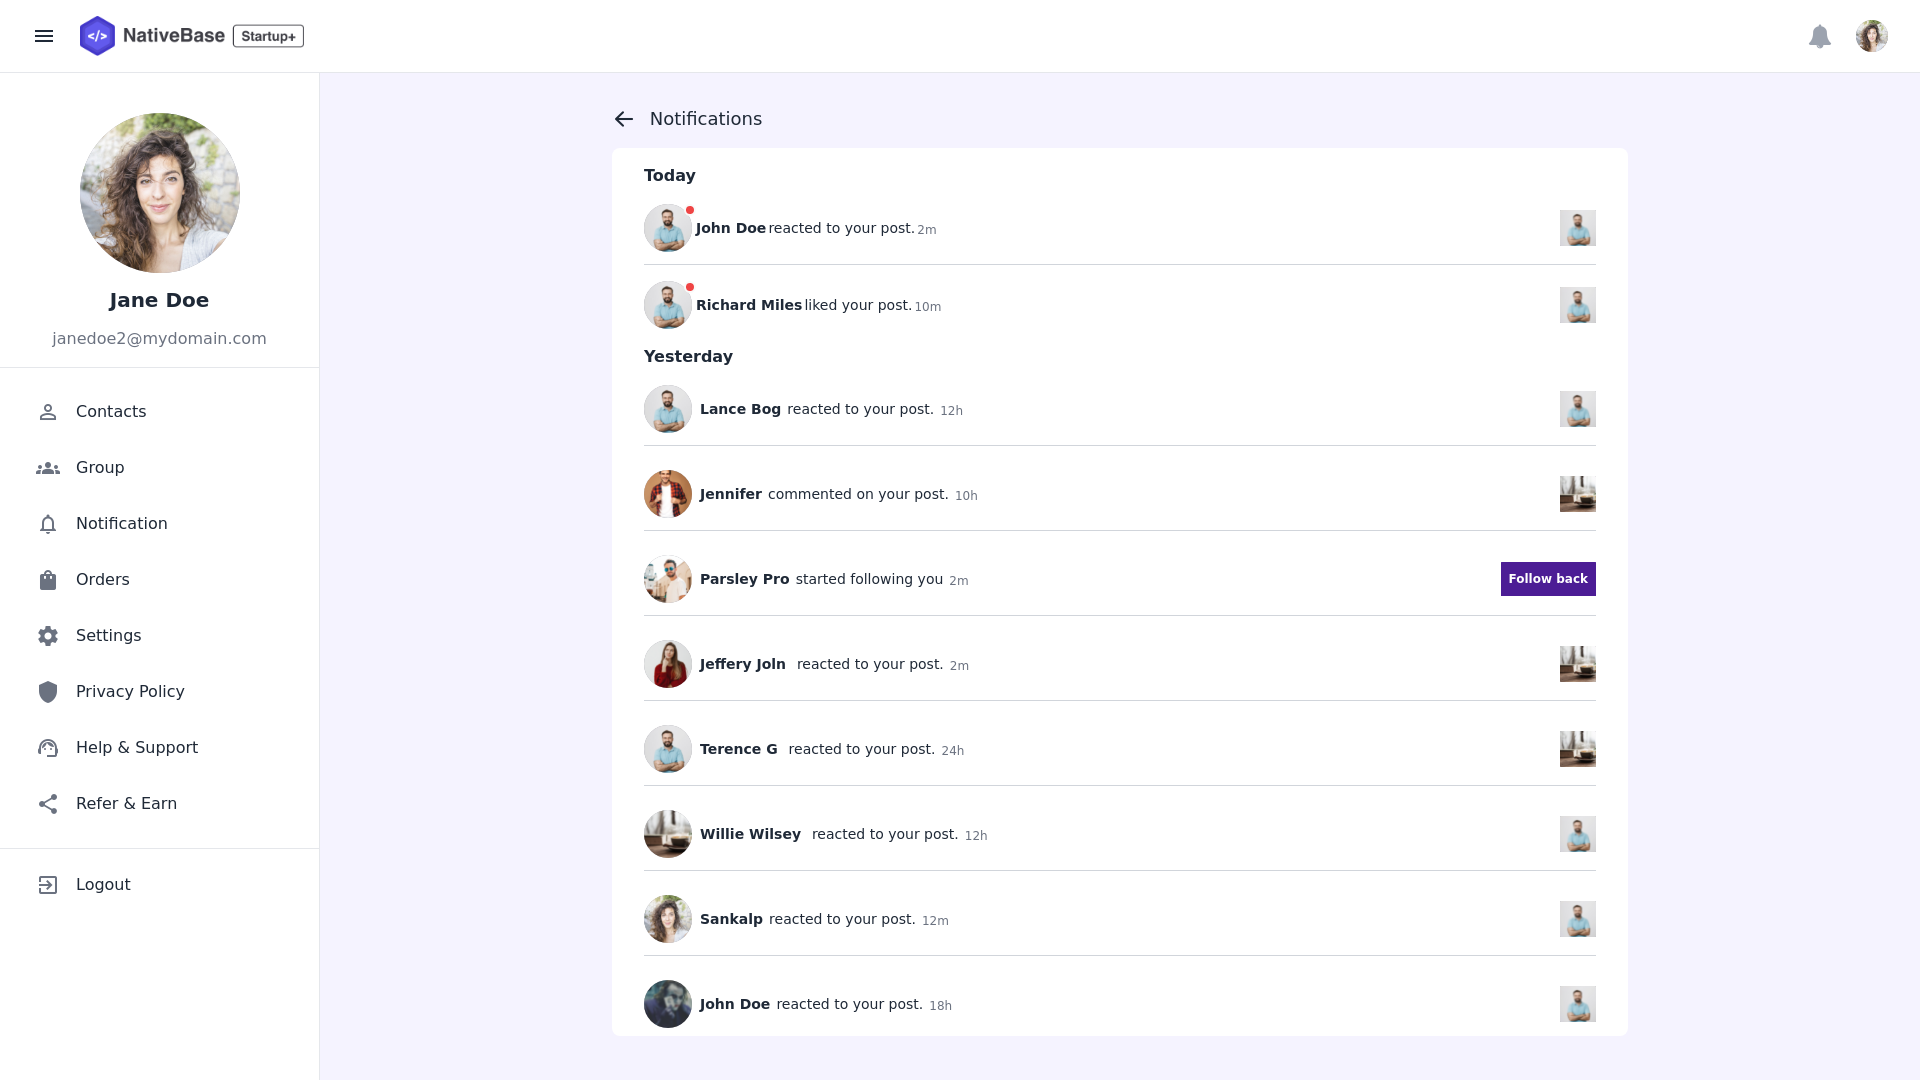 </> NativeBase Startup+
Jane Doe
janedoe2@mydomain.com
Contacts
Group
Notification
Orders
Settings
Privacy Policy
Help & Support
Refer & Earn
Logout
Notifications
Today
John Doe reacted to your post. 2m
Richard Miles liked your post. 10m
Yesterday
Lance Bog reacted to your post. 12h
Jennifer commented on your post. 10h
Parsley Pro started following you 2m Follow back
Jeffery Joln reacted to your post. 2m
Terence G reacted to your post. 24h
Willie Wilsey reacted to your post. 12h
Sankalp reacted to your post. 12m
John Doe reacted to your post. 18h